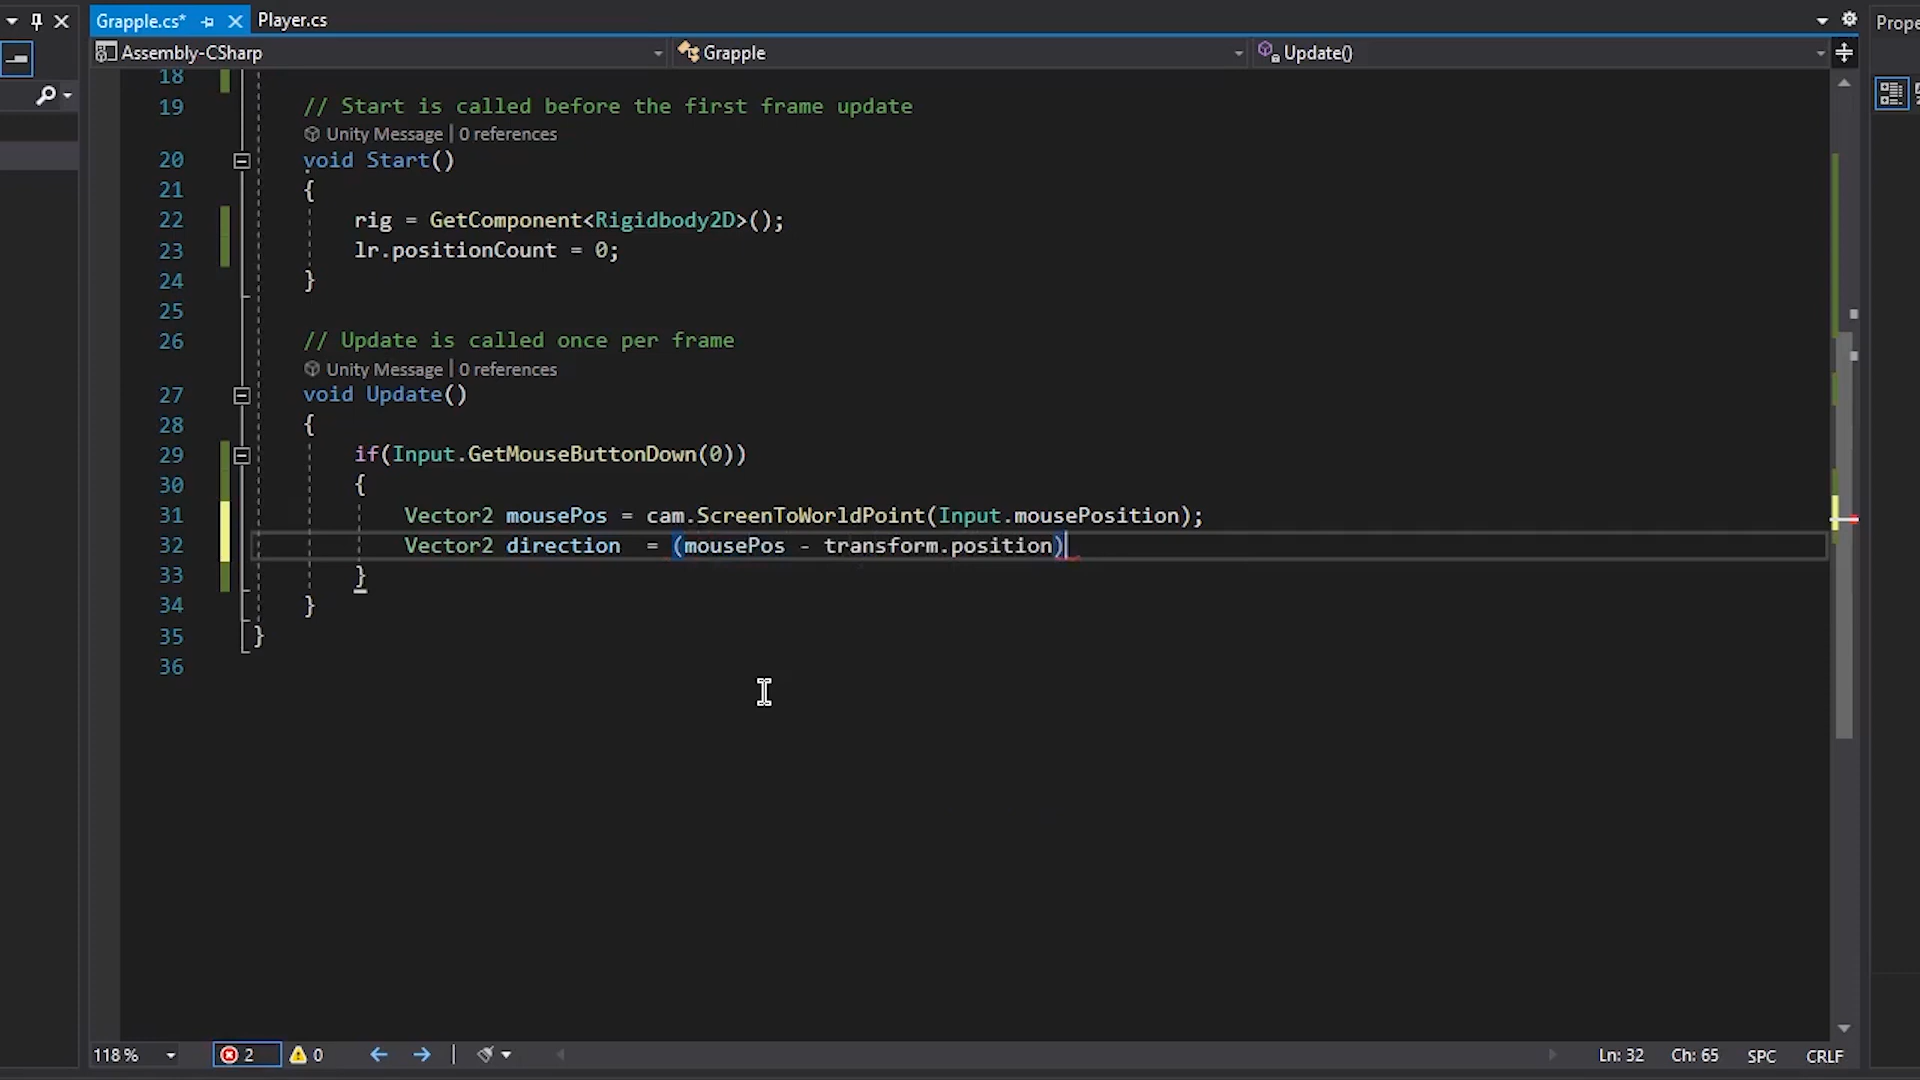 Grapple.cs*
Player.cs
Prope
Assembly-CSharp
Grapple
Update()
18
19 // Start is called before the first frame update
Unity Message | 0 references
20 void Start()
21 {
22 rig = GetComponent<Rigidbody2D>();
23 lr.positionCount = 0;
24 }
25
26 // Update is called once per frame
Unity Message | 0 references
27 void Update()
28 {
29 if(Input.GetMouseButtonDown(0))
30 {
31 Vector2 mousePos = cam.ScreenToWorldPoint(Input.mousePosition);
32 Vector2 direction  = (mousePos - transform.position)
33 }
34 }
35 }
36
118 %
2
0
Ln: 32
Ch: 65
SPC
CRLF